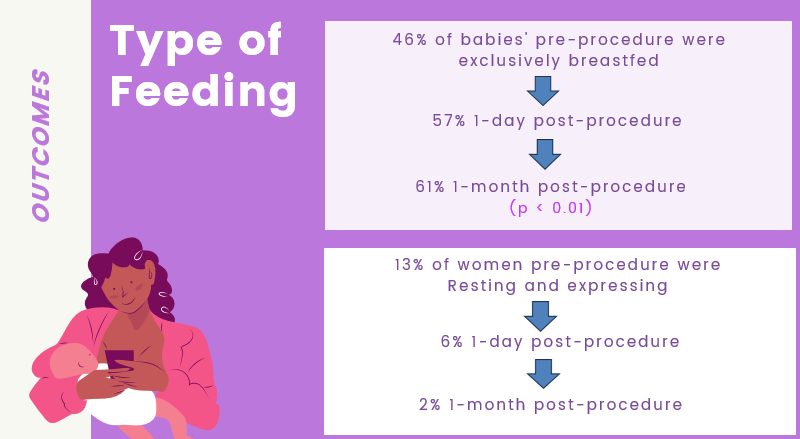 OUTCOMES
Type of
Feeding
46% of babies' pre-procedure were
exclusively breastfed
57% 1-day post-procedure
61% 1-month post-procedure
(p < 0.01)
13% of women pre-procedure were
Resting and expressing
6% 1-day post-procedure
2% 1-month post-procedure